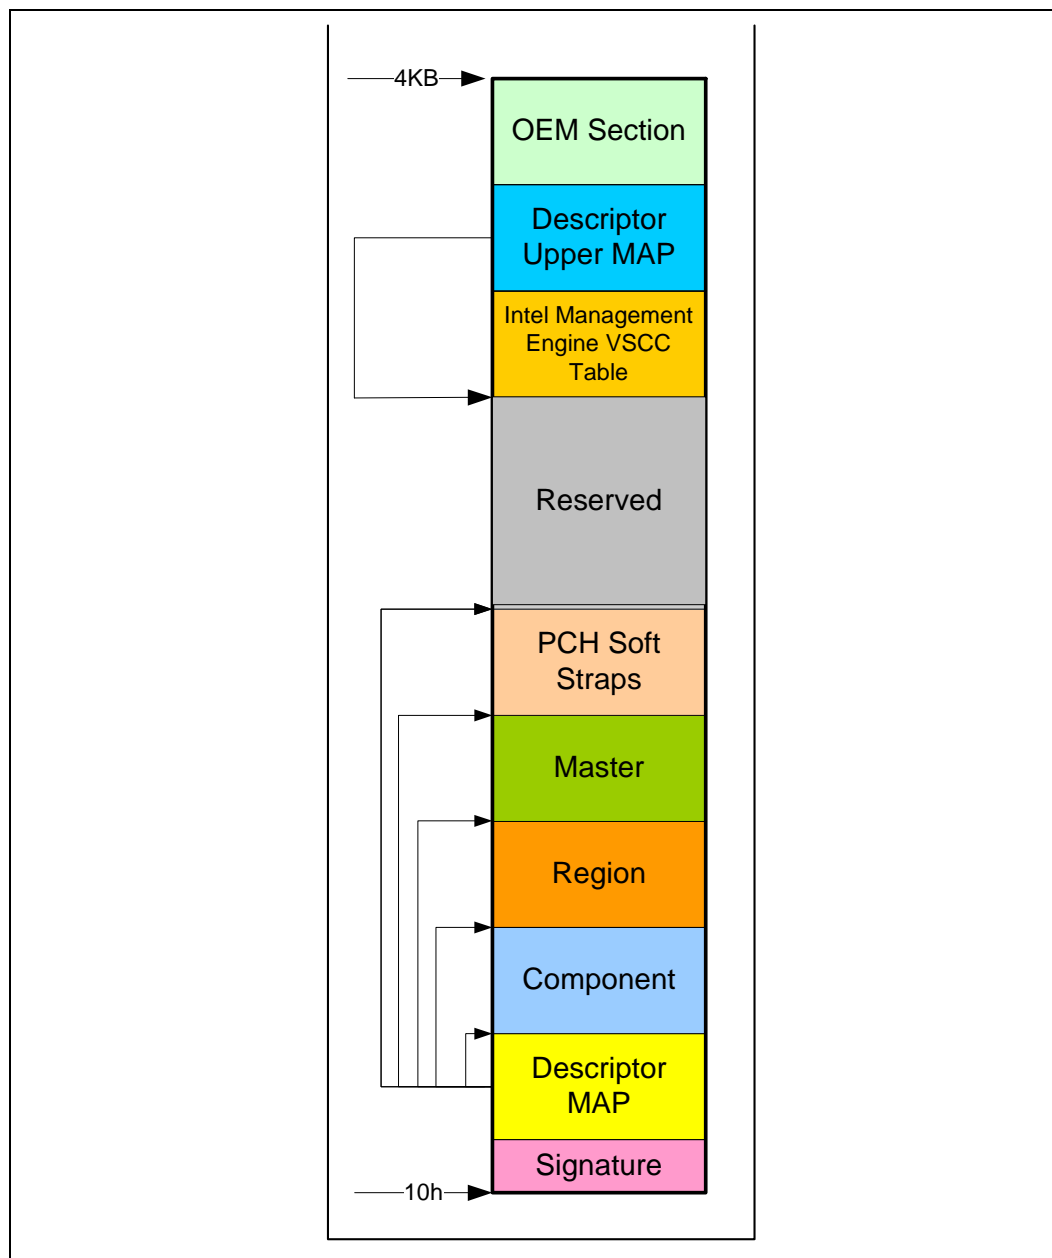 4KB
OEM Section
Descriptor
Upper MAP
Intel Management
Engine VSCC
Table
Reserved
PCH Soft
Straps
Master
Region
Component
Descriptor
MAP
Signature
10h